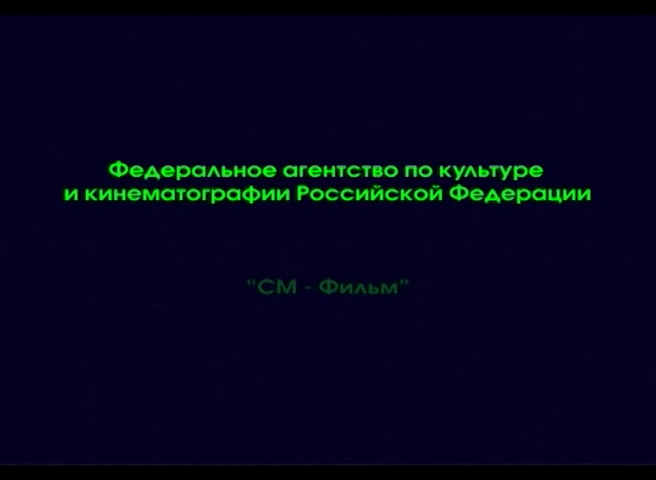 Федеральное агентство по культуре
и кинематографии Российской Федерации
"СМ - Фильм"